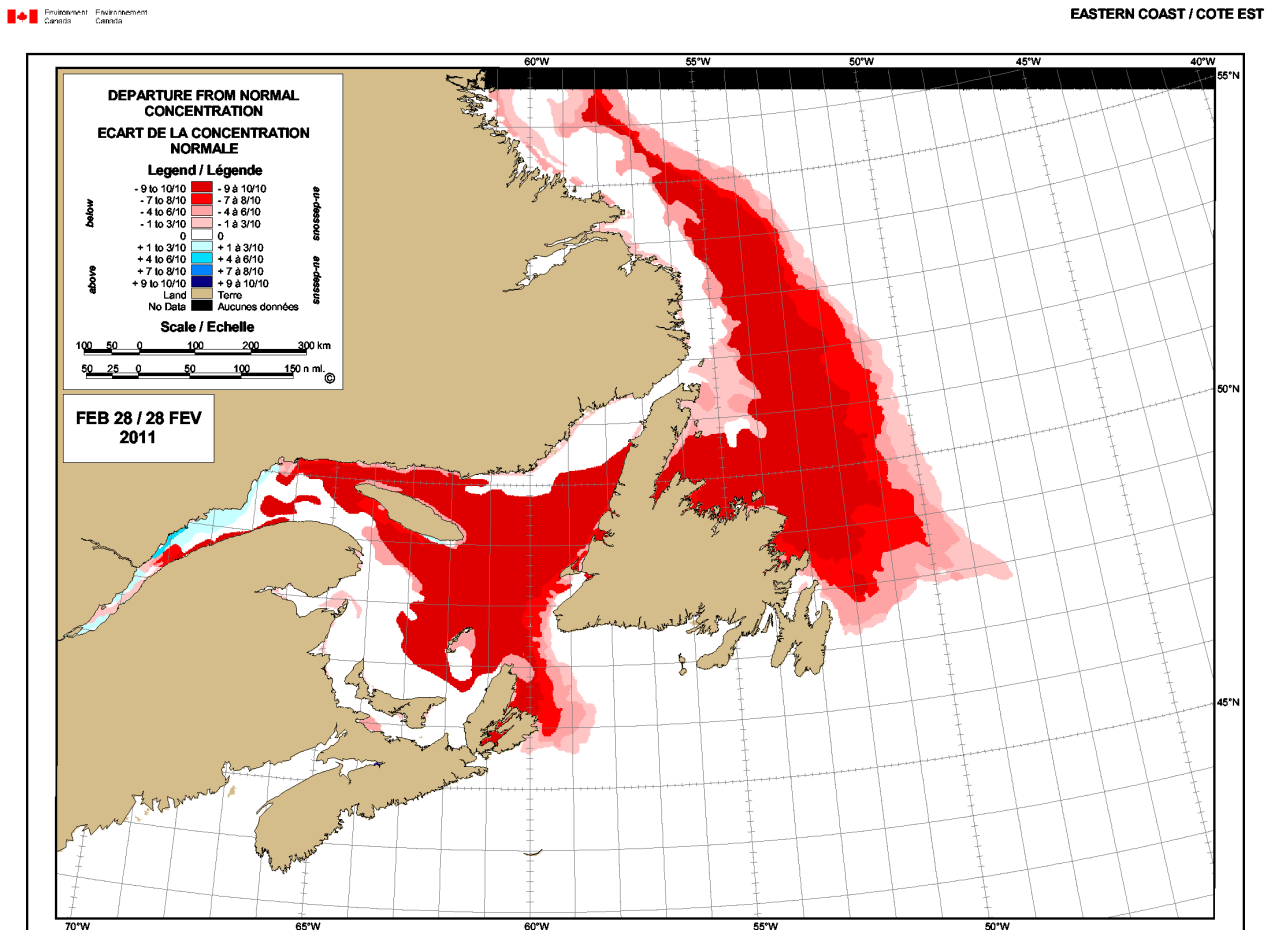 Environment Environnement
Canada Canada
EASTERN COAST / COTE EST
60°W 55°W 50°W 45°W 40°W
55°N
DEPARTURE FROM NORMAL
CONCENTRATION
ECART DE LA CONCENTRATION
NORMALE
Legend / Légende
- 9 to 10/10 - 9 à 10/10
- 7 to 8/10 - 7 à 8/10
- 4 to 6/10 - 4 à 6/10
- 1 to 3/10 - 1 à 3/10
0 0
+ 1 to 3/10 + 1 à 3/10
+ 4 to 6/10 + 4 à 6/10
+ 7 to 8/10 + 7 à 8/10
+ 9 to 10/10 + 9 à 10/10
Land Terre
No Data Aucunes données
below
above
au-dessous
au-dessus
Scale / Echelle
100 50 0 100 200 300 km
50 25 0 50 100 150 n mi.
©
FEB 28 / 28 FEV
2011
50°N
45°N
70°W 65°W 60°W 55°W 50°W